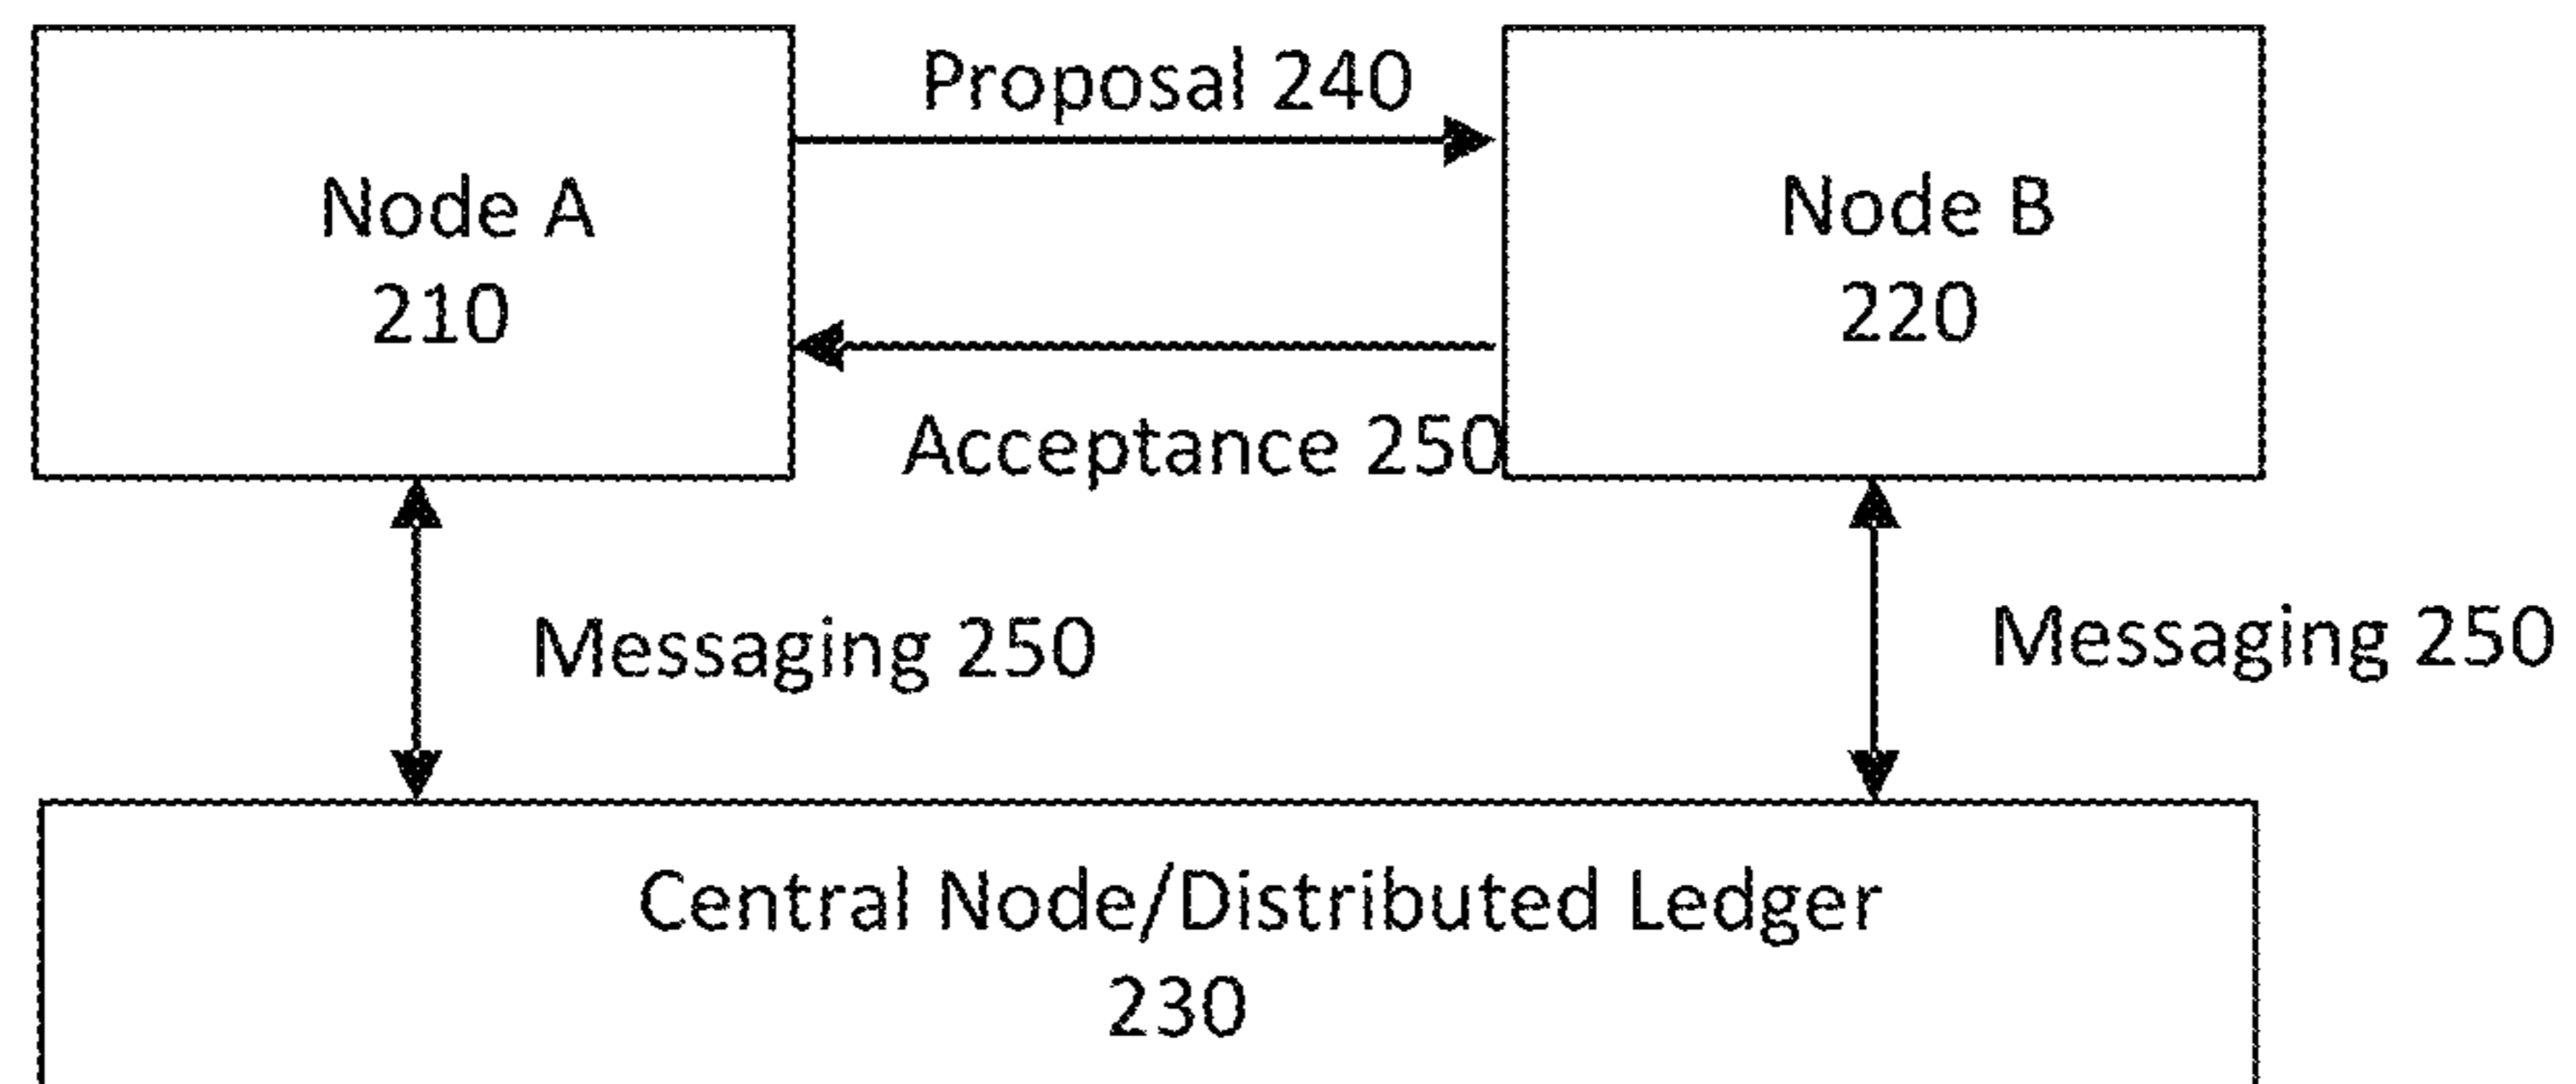 Proposal 240
Node A
210
Node B
220
Acceptance 250
Messaging 250
Messaging 250
Central Node/Distributed Ledger
230